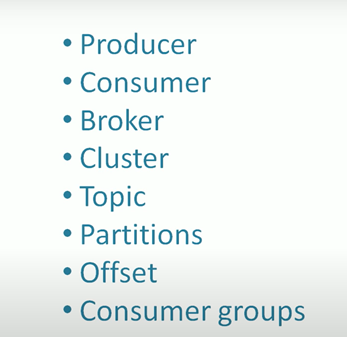 • Producer
• Consumer
• Broker
• Cluster
• Topic
• Partitions
• Offset
• Consumer groups